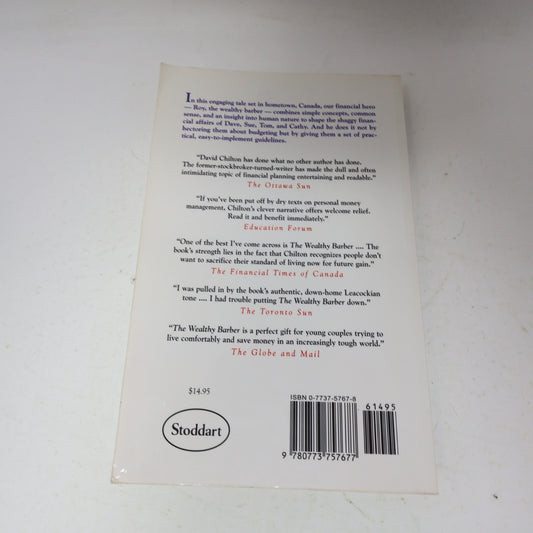 In this engaging tale set in hometown, Canada, our financial hero
— Roy, the wealthy barber — combines simple concepts, common
sense, and an insight into human nature to shape the shaggy finan-
cial affairs of Dave, Sue, Tom, and Cathy. And he does it not by
hectoring them about budgeting but by giving them a set of prac-
tical, easy-to-implement guidelines.
"David Chilton has done what no other author has done.
The former-stockbroker-turned-writer has made the dull and often
intimidating topic of financial planning entertaining and readable."
The Ottawa Sun
"If you've been put off by dry texts on personal money
management, Chilton's clever narrative offers welcome relief.
Read it and benefit immediately."
Education Forum
"One of the best I've come across is The Wealthy Barber .... The
book's strength lies in the fact that Chilton recognizes people don't
want to sacrifice their standard of living now for future gain."
The Financial Times of Canada
"I was pulled in by the book's authentic, down-home Leacockian
tone .... I had trouble putting The Wealthy Barber down."
The Toronto Sun
"The Wealthy Barber is a perfect gift for young couples trying to
live comfortably and save money in an increasingly tough world."
The Globe and Mail
$14.95
Stoddart
ISBN 0-7737-5767-8
61495
9 780773 757677